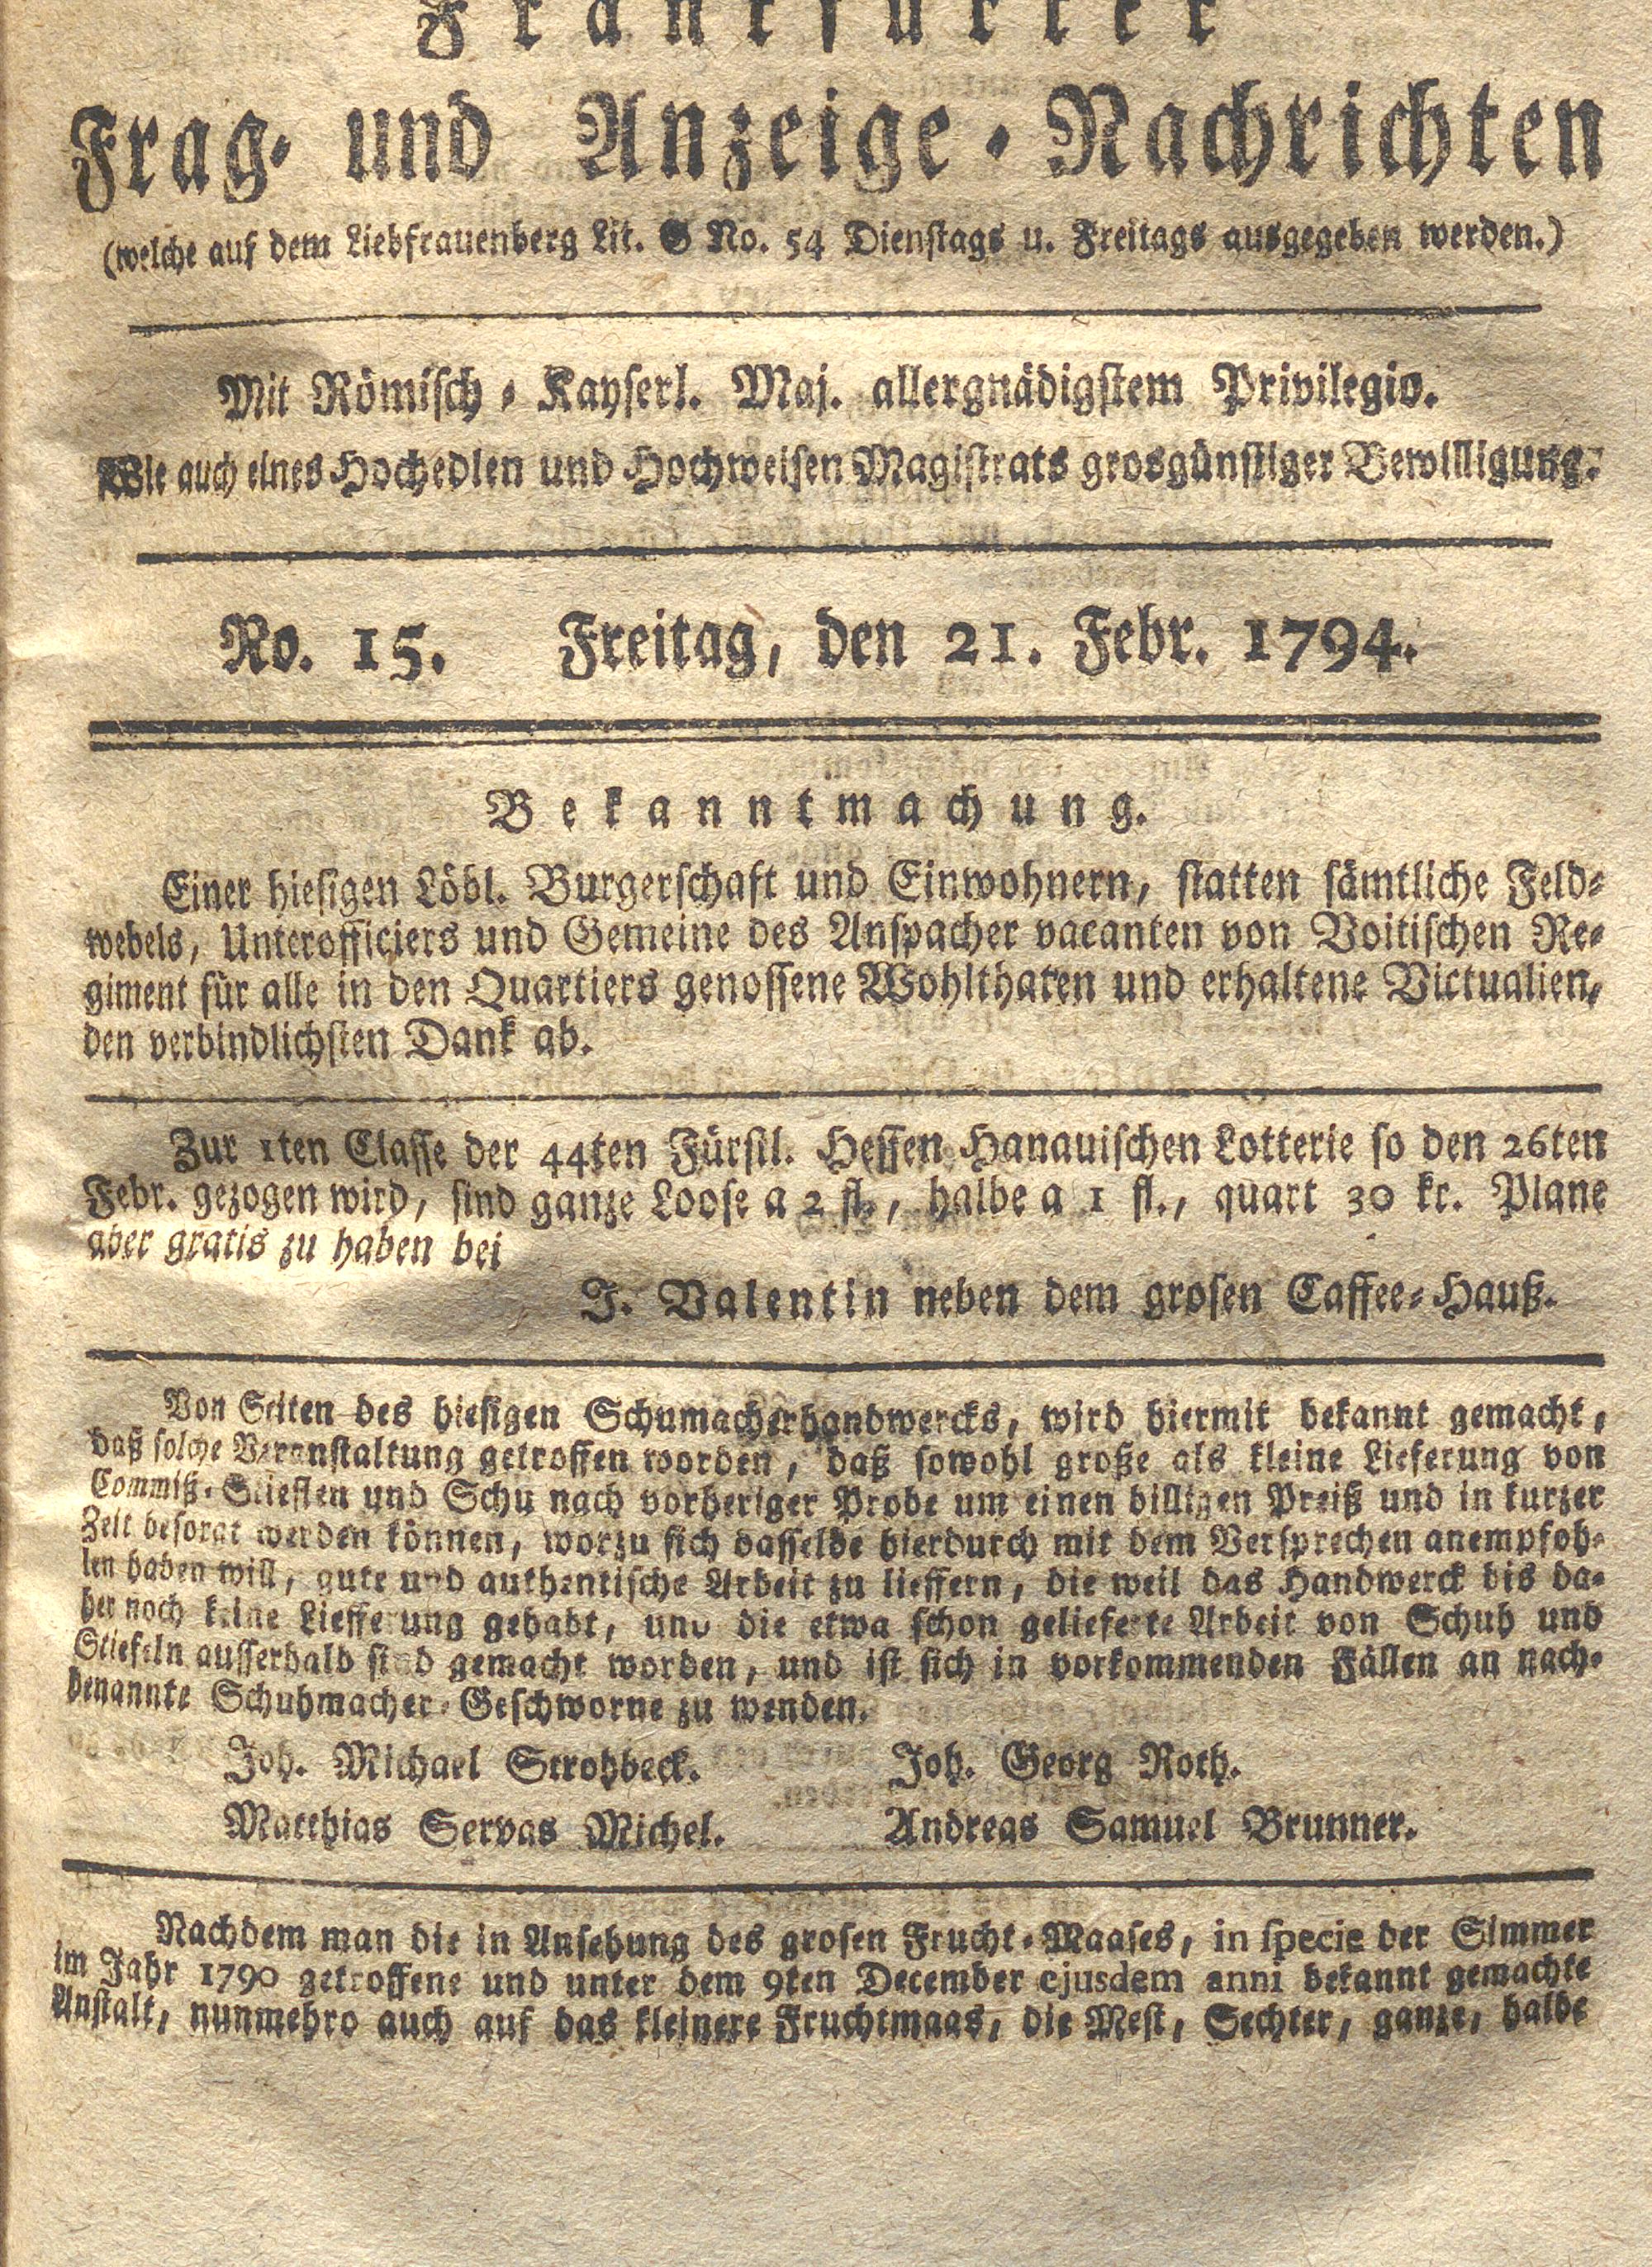 Frankfurter
Frag- und Anzeige-Nachrichten
(welche auf dem Liebfrauenberg Lit. G No. 54 Dienstags u. Freitags ausgegeben werden.)
Mit Römisch-Kayserl. Maj. allergnädigstem Privilegio.
Wie auch eines Hochedlen und Hochweisen Magistrats grosgünstiger Bewilligung.
No. 15. Freitag, den 21. Febr. 1794.
Bekanntmachung.
Einer hiesigen Löbl. Burgerschaft und Einwohnern, statten sämtliche Feld-
webels, Unterofficiers und Gemeine des Anspacher vacanten von Voitischen Re-
giment für alle in den Quartiers genossene Wohlthaten und erhaltene Victualien,
den verbindlichsten Dank ab.
Zur 1ten Classe der 44ten Fürstl. Hessen-Hanauischen Lotterie so den 26ten
Febr. gezogen wird, sind ganze Loose a 2 fl., halbe a 1 fl., quart 30 kr. Plane
aber gratis zu haben bei
J. Valentin neben dem grosen Caffee-Hauß.
Von Seiten des hiesigen Schumacherhandwercks, wird hiermit bekannt gemacht,
daß solche Veranstaltung getroffen worden, daß sowohl große als kleine Lieferung von
Commiß-Stieflen und Schu nach vorheriger Probe um einen billigen Preiß und in kurzer
Zeit besorgt werden können, worzu sich dasselbe hierdurch mit dem Versprechen anempfoh-
len haben will, gute und authentische Arbeit zu lieffern, die weil das Handwerck bis da-
her noch keine Liefferung gehabt, und die etwa schon gelieferte Arbeit von Schuh und
Stiefeln ausserhalb sind gemacht worden, und ist sich in vorkommenden Fällen an nach-
benannte Schuhmacher-Geschworne zu wenden.
Joh. Michael Strohbeck. Joh. Georg Roth.
Matthias Servas Michel. Andreas Samuel Brunner.
Nachdem man die in Ansehung des grosen Frucht-Maases, in specie der Simmer
im Jahr 1790 getroffene und unter dem 9ten December ejusdem anni bekannt gemachte
Anstalt, nunmehro auch auf das kleinere Fruchtmaas, die Mest, Sechter, ganze, halbe